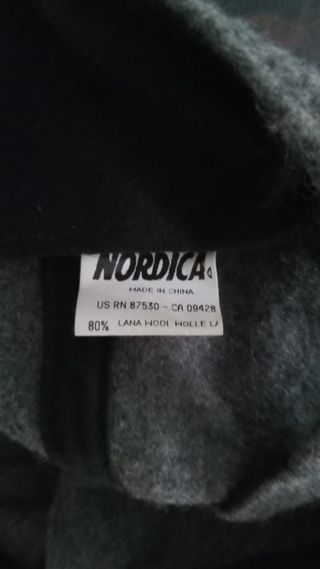 NORDICA
MADE IN CHINA
US RN 87530 - CA 09428
80% LANA WOOL WOLLE